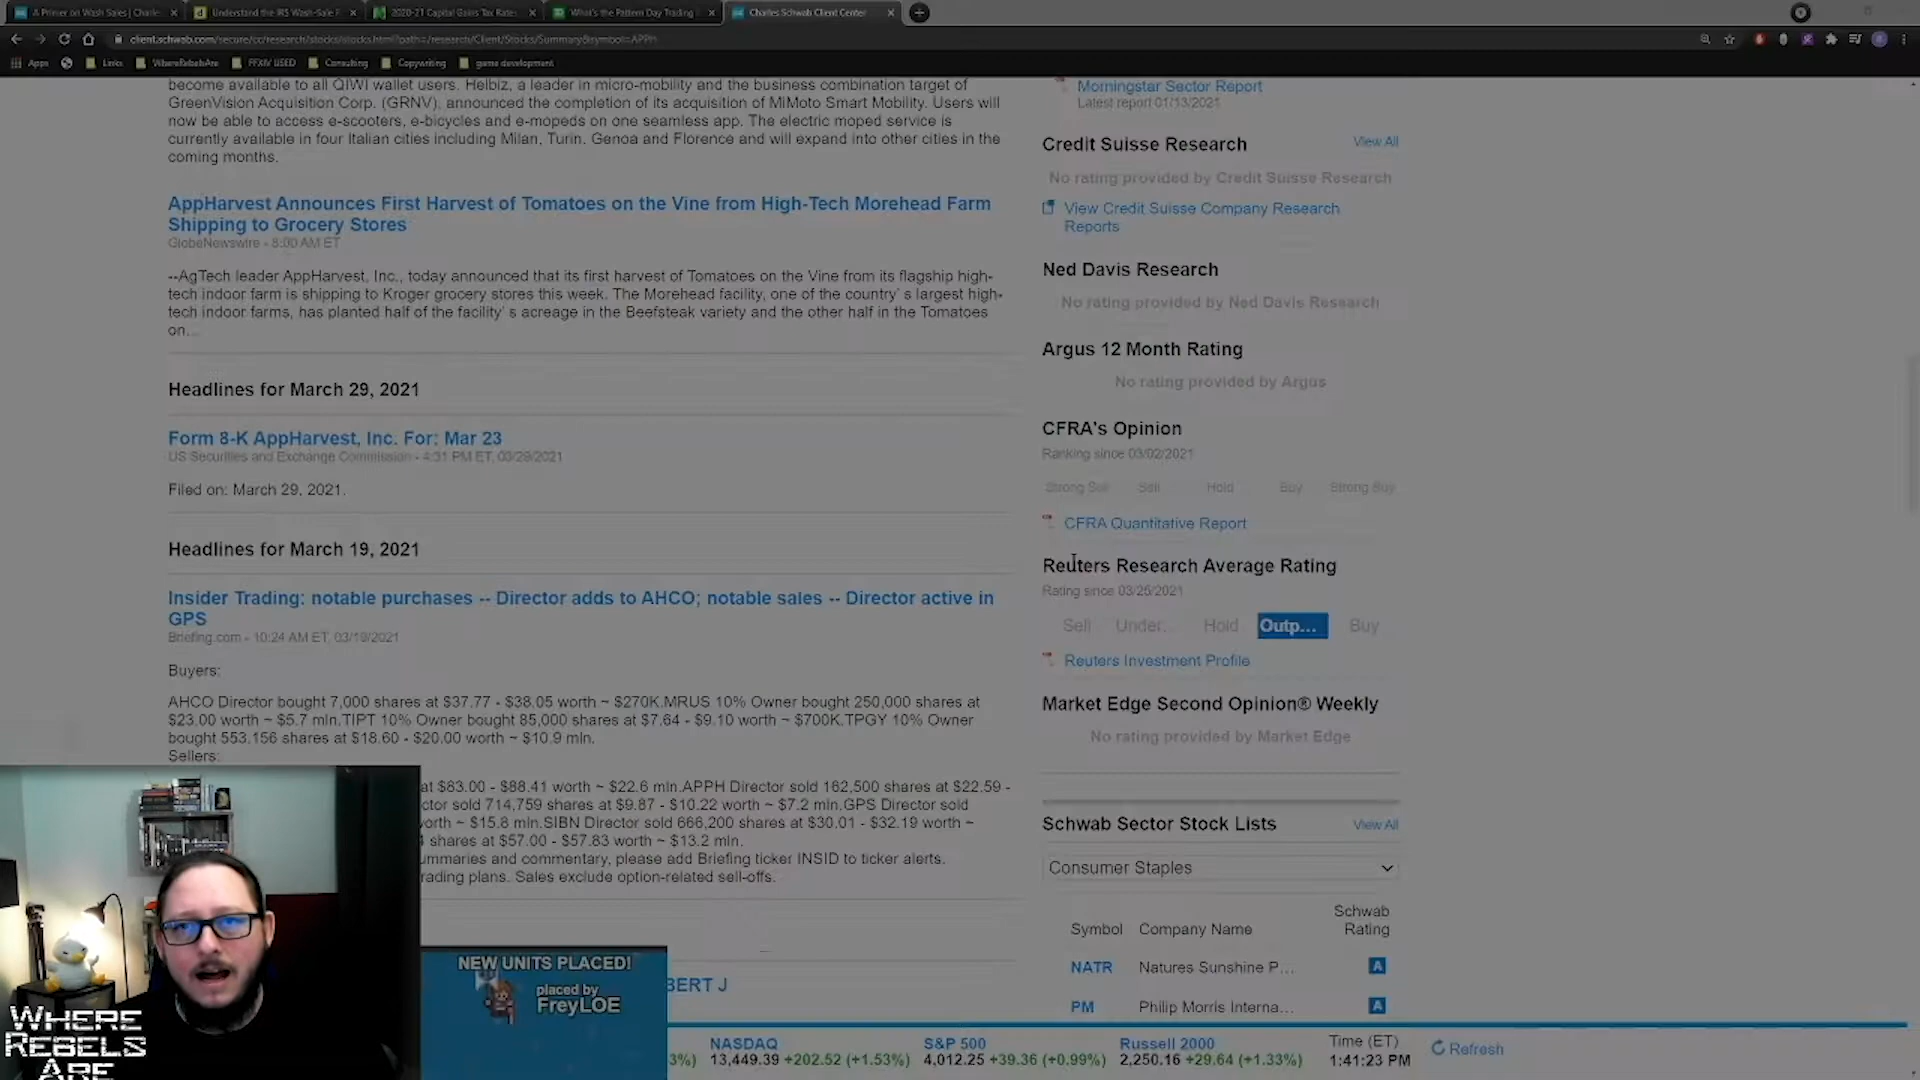 A Primer on Wash Sales | Charle
Understand the IRS Wash-Sale F
2020-21 Capital Gains Tax Rate
What's the Pattern Day Trading
Charles Schwab Client Center
client.schwab.com/secure/cc/research/stocks/stocks.html?path=/research/Client/Stocks/Summary&symbol=APPH
Apps
Links
WhereRebelsAre
FFXIV USED
Consulting
Copywriting
game development
become available to all QIWI wallet users. Helbiz, a leader in micro-mobility and the business combination target of
GreenVision Acquisition Corp. (GRNV), announced the completion of its acquisition of MiMoto Smart Mobility. Users will
now be able to access e-scooters, e-bicycles and e-mopeds on one seamless app. The electric moped service is
currently available in four Italian cities including Milan, Turin, Genoa and Florence and will expand into other cities in the
coming months.
AppHarvest Announces First Harvest of Tomatoes on the Vine from High-Tech Morehead Farm
Shipping to Grocery Stores
GlobeNewswire - 8:00 AM ET
--AgTech leader AppHarvest, Inc., today announced that its first harvest of Tomatoes on the Vine from its flagship high-
tech indoor farm is shipping to Kroger grocery stores this week. The Morehead facility, one of the country' s largest high-
tech indoor farms, has planted half of the facility' s acreage in the Beefsteak variety and the other half in the Tomatoes
on...
Headlines for March 29, 2021
Form 8-K AppHarvest, Inc. For: Mar 23
US Securities and Exchange Commission - 4:31 PM ET, 03/29/2021
Filed on: March 29, 2021.
Headlines for March 19, 2021
Insider Trading: notable purchases -- Director adds to AHCO; notable sales -- Director active in
GPS
Briefing.com - 10:24 AM ET, 03/19/2021
Buyers:
AHCO Director bought 7,000 shares at $37.77 - $38.05 worth ~ $270K.MRUS 10% Owner bought 250,000 shares at
$23.00 worth ~ $5.7 mln.TIPT 10% Owner bought 85,000 shares at $7.64 - $9.10 worth ~ $700K.TPGY 10% Owner
bought 553,156 shares at $18.60 - $20.00 worth ~ $10.9 mln.
Sellers:
at $83.00 - $88.41 worth ~ $22.6 mln.APPH Director sold 162,500 shares at $22.59 -
ctor sold 714,759 shares at $9.87 - $10.22 worth ~ $7.2 mln.GPS Director sold
orth ~ $15.8 mln.SIBN Director sold 666,200 shares at $30.01 - $32.19 worth ~
shares at $57.00 - $57.83 worth ~ $13.2 mln.
ummaries and commentary, please add Briefing ticker INSID to ticker alerts.
rading plans. Sales exclude option-related sell-offs.
BERT J
Morningstar Sector Report
Latest report 01/13/2021
Credit Suisse Research
View All
No rating provided by Credit Suisse Research
View Credit Suisse Company Research
Reports
Ned Davis Research
No rating provided by Ned Davis Research
Argus 12 Month Rating
No rating provided by Argus
CFRA's Opinion
Ranking since 03/02/2021
Strong Sell Sell Hold Buy Strong Buy
CFRA Quantitative Report
Reuters Research Average Rating
Rating since 03/25/2021
Sell Under... Hold Outp... Buy
Reuters Investment Profile
Market Edge Second Opinion® Weekly
No rating provided by Market Edge
Schwab Sector Stock Lists
View All
Consumer Staples
Symbol Company Name Schwab Rating
NATR Natures Sunshine P... A
PM Philip Morris Interna... A
NEW UNITS PLACED!
placed by
FreyLOE
WHERE
REBELS
ARE
3%)
NASDAQ
13,449.39 +202.52 (+1.53%)
S&P 500
4,012.25 +39.36 (+0.99%)
Russell 2000
2,250.16 +29.64 (+1.33%)
Time (ET)
1:41:23 PM
Refresh